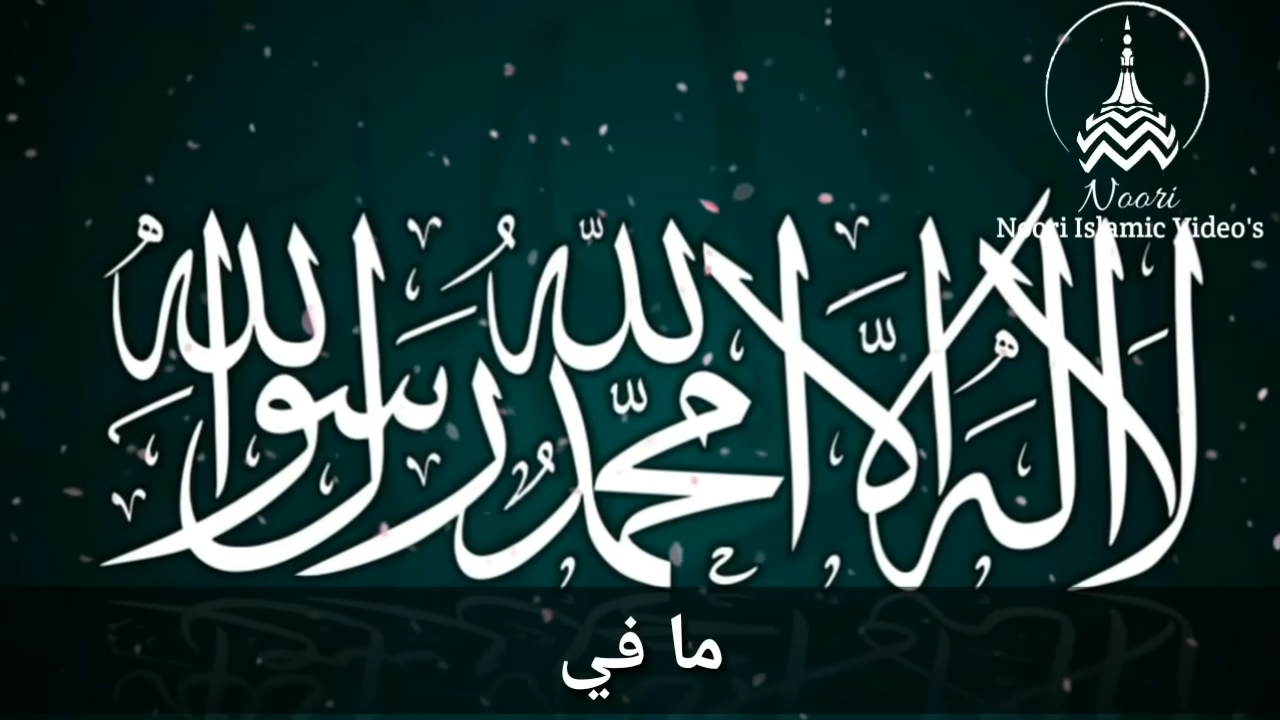 Noori
Noori Islamic Video's
لا اله الا الله محمد رسول الله
ما في